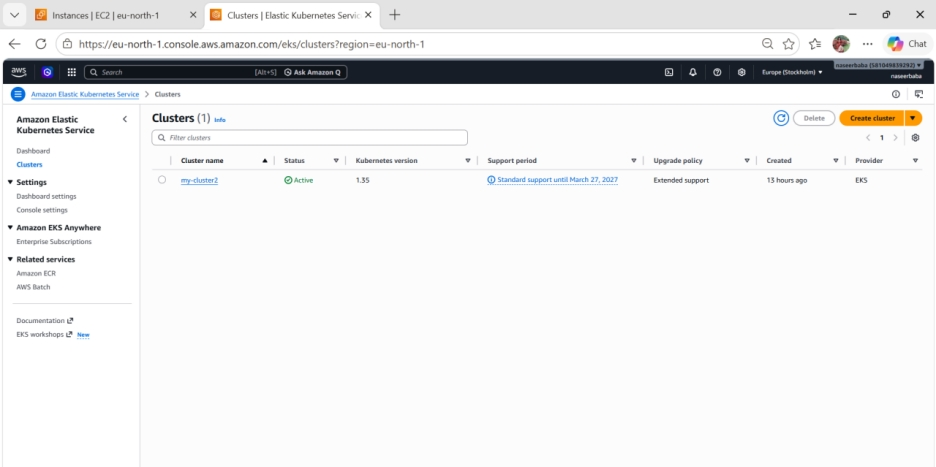 Instances | EC2 | eu-north-1
Clusters | Elastic Kubernetes Servic
https://eu-north-1.console.aws.amazon.com/eks/clusters?region=eu-north-1
Chat
aws
Search
[Alt+S]
Ask Amazon Q
Europe (Stockholm)
naseerbaba (581049839292)
naseerbaba
Amazon Elastic Kubernetes Service
Clusters
Amazon Elastic
Kubernetes Service
Dashboard
Clusters
Settings
Dashboard settings
Console settings
Amazon EKS Anywhere
Enterprise Subscriptions
Related services
Amazon ECR
AWS Batch
Documentation
EKS workshops New
Clusters (1) Info
Delete
Create cluster
Filter clusters
1
Cluster name Status Kubernetes version Support period Upgrade policy Created Provider
my-cluster2 Active 1.35 Standard support until March 27, 2027 Extended support 13 hours ago EKS